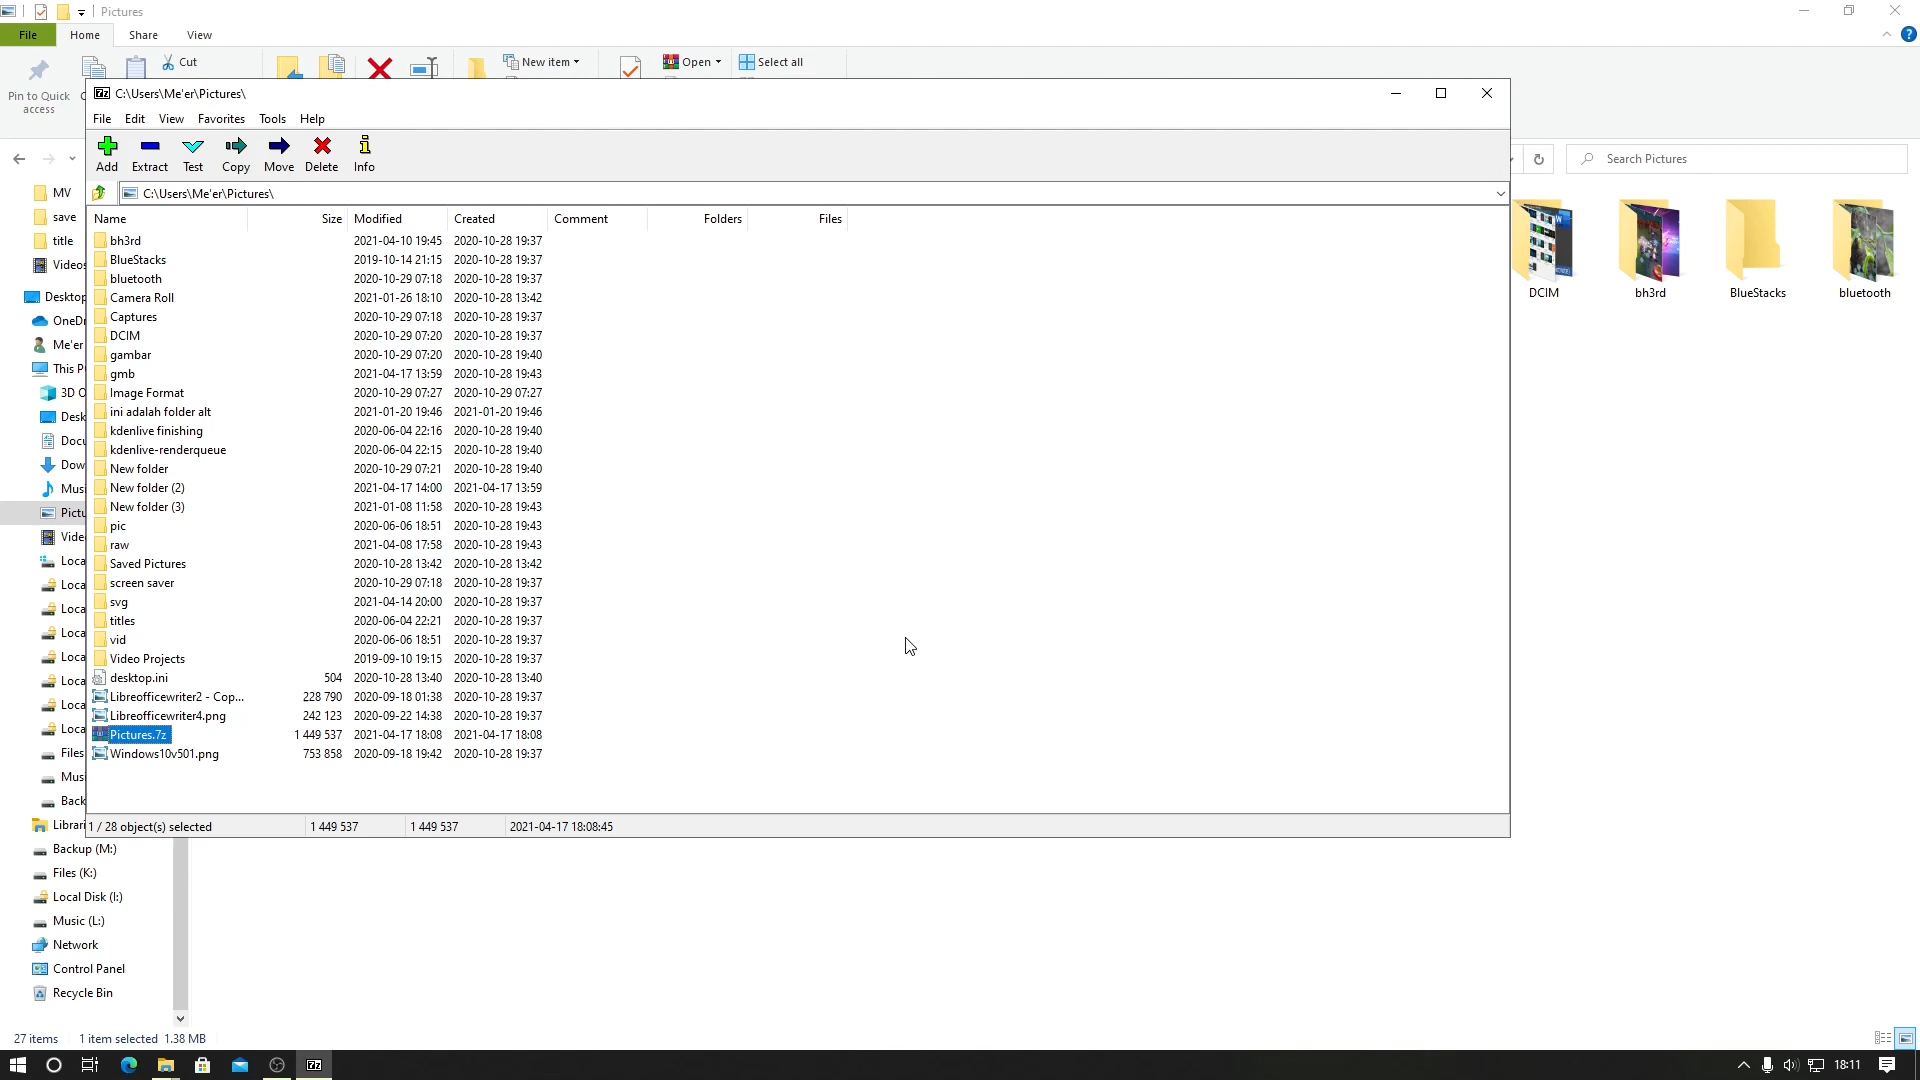 Pictures
File Home Share View
Pin to Quick access
Cut
New item
Open
Select all
C:\Users\Me'er\Pictures\
File Edit View Favorites Tools Help
Add Extract Test Copy Move Delete Info
C:\Users\Me'er\Pictures\
Search Pictures
Name Size Modified Created Comment Folders Files
bh3rd 2021-04-10 19:45 2020-10-28 19:37
BlueStacks 2019-10-14 21:15 2020-10-28 19:37
bluetooth 2020-10-29 07:18 2020-10-28 19:37
Camera Roll 2021-01-26 18:10 2020-10-28 13:42
Captures 2020-10-29 07:18 2020-10-28 19:37
DCIM 2020-10-29 07:20 2020-10-28 19:37
gambar 2020-10-29 07:20 2020-10-28 19:40
gmb 2021-04-17 13:59 2020-10-28 19:43
Image Format 2020-10-29 07:27 2020-10-29 07:27
ini adalah folder alt 2021-01-20 19:46 2021-01-20 19:46
kdenlive finishing 2020-06-04 22:16 2020-10-28 19:40
kdenlive-renderqueue 2020-06-04 22:15 2020-10-28 19:40
New folder 2020-10-29 07:21 2020-10-28 19:40
New folder (2) 2021-04-17 14:00 2021-04-17 13:59
New folder (3) 2021-01-08 11:58 2020-10-28 19:43
pic 2020-06-06 18:51 2020-10-28 19:43
raw 2021-04-08 17:58 2020-10-28 19:43
Saved Pictures 2020-10-28 13:42 2020-10-28 13:42
screen saver 2020-10-29 07:18 2020-10-28 19:37
svg 2021-04-14 20:00 2020-10-28 19:37
titles 2020-06-04 22:21 2020-10-28 19:37
vid 2020-06-06 18:51 2020-10-28 19:37
Video Projects 2019-09-10 19:15 2020-10-28 19:37
desktop.ini 504 2020-10-28 13:40 2020-10-28 13:40
Libreofficewriter2 - Cop... 228 790 2020-09-18 01:38 2020-10-28 19:37
Libreofficewriter4.png 242 123 2020-09-22 14:38 2020-10-28 19:37
Pictures.7z 1 449 537 2021-04-17 18:08 2021-04-17 18:08
Windows10v501.png 753 858 2020-09-18 19:42 2020-10-28 19:37
1 / 28 object(s) selected 1 449 537 1 449 537 2021-04-17 18:08:45
DCIM bh3rd BlueStacks bluetooth
MV
save
title
Videos
Desktop
OneDr
Me'er
This P
3D O
Desk
Docu
Dow
Musi
Pictu
Vide
Loca
Loca
Loca
Loca
Loca
Loca
Loca
Loca
Files
Musi
Back
Librari
Backup (M:)
Files (K:)
Local Disk (I:)
Music (L:)
Network
Control Panel
Recycle Bin
27 items 1 item selected 1.38 MB
18:11